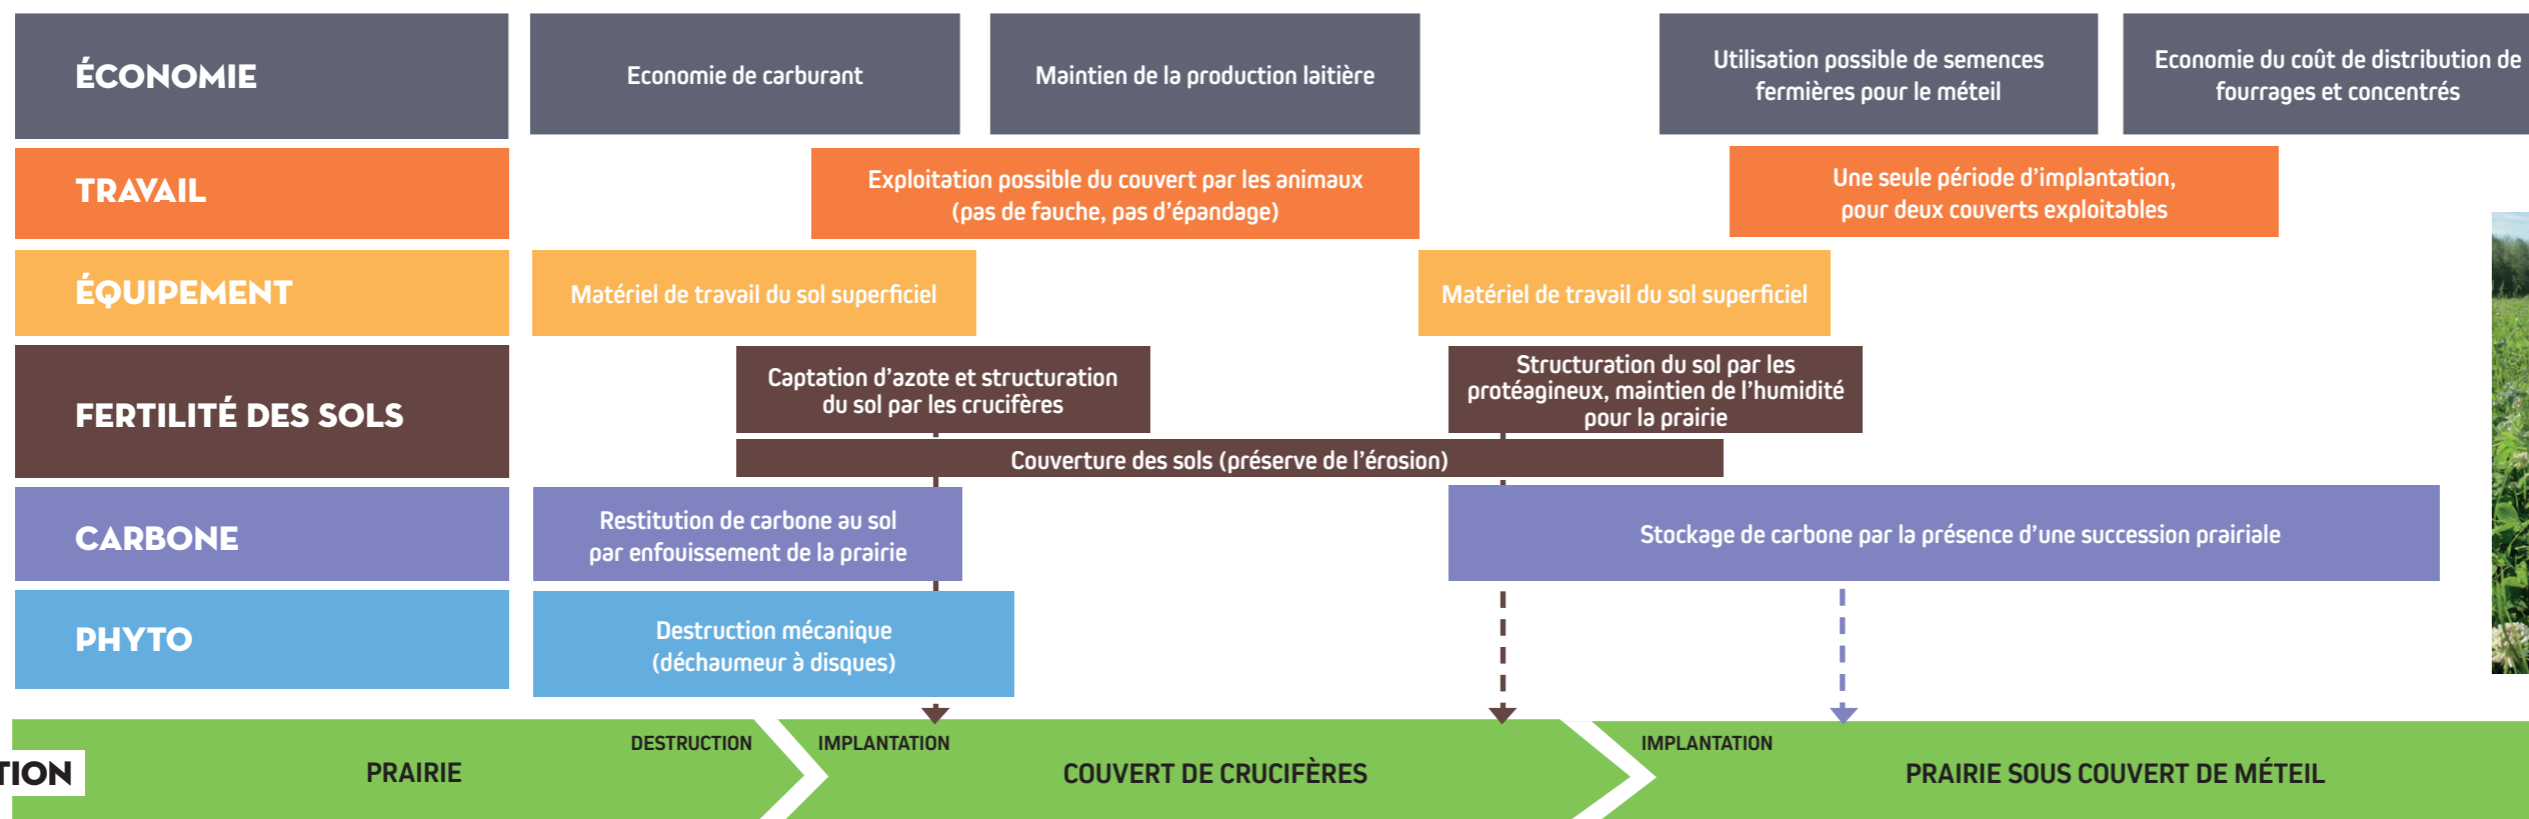 ÉCONOMIE
Economie de carburant
Maintien de la production laitière
Utilisation possible de semences
fermières pour le méteil
Economie du coût de distribution de
fourrages et concentrés
TRAVAIL
Exploitation possible du couvert par les animaux
(pas de fauche, pas d'épandage)
Une seule période d'implantation,
pour deux couverts exploitables
ÉQUIPEMENT
Matériel de travail du sol superficiel
Matériel de travail du sol superficiel
FERTILITÉ DES SOLS
Captation d'azote et structuration
du sol par les crucifères
Structuration du sol par les
protéagineux, maintien de l'humidité
pour la prairie
Couverture des sols (préserve de l'érosion)
CARBONE
Restitution de carbone au sol
par enfouissement de la prairie
Stockage de carbone par la présence d'une succession prairiale
PHYTO
Destruction mécanique
(déchaumeur à disques)
TION
PRAIRIE
DESTRUCTION
IMPLANTATION
COUVERT DE CRUCIFÈRES
IMPLANTATION
PRAIRIE SOUS COUVERT DE MÉTEIL